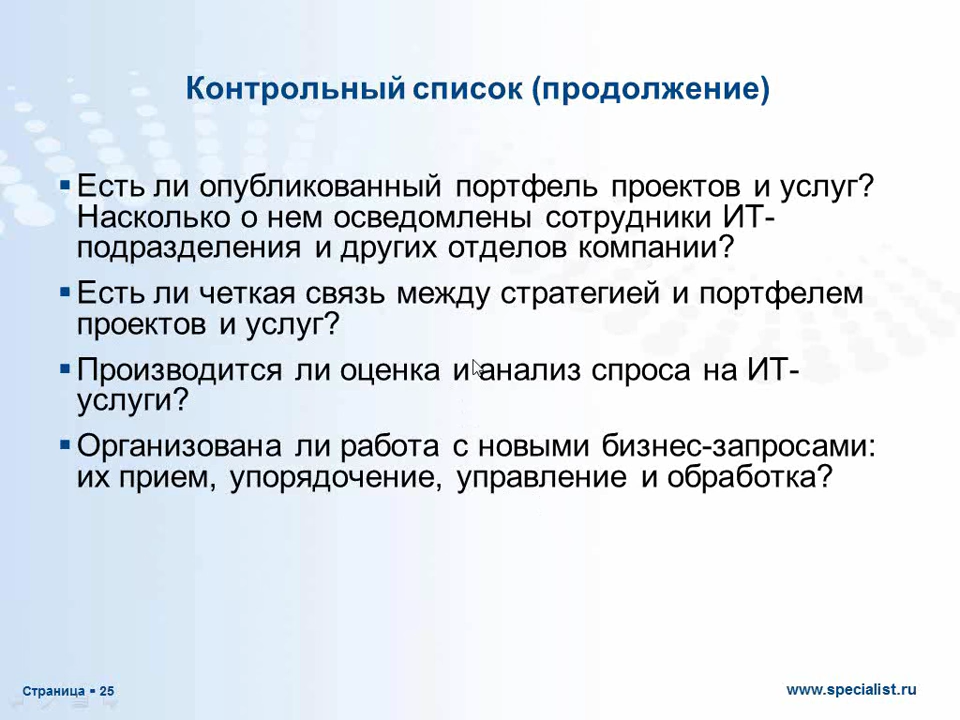 Контрольный список (продолжение)
▪ Есть ли опубликованный портфель проектов и услуг?
Насколько о нем осведомлены сотрудники ИТ-
подразделения и других отделов компании?
▪ Есть ли четкая связь между стратегией и портфелем
проектов и услуг?
▪ Производится ли оценка и анализ спроса на ИТ-
услуги?
▪ Организована ли работа с новыми бизнес-запросами:
их прием, упорядочение, управление и обработка?
Страница ▪ 25
www.specialist.ru